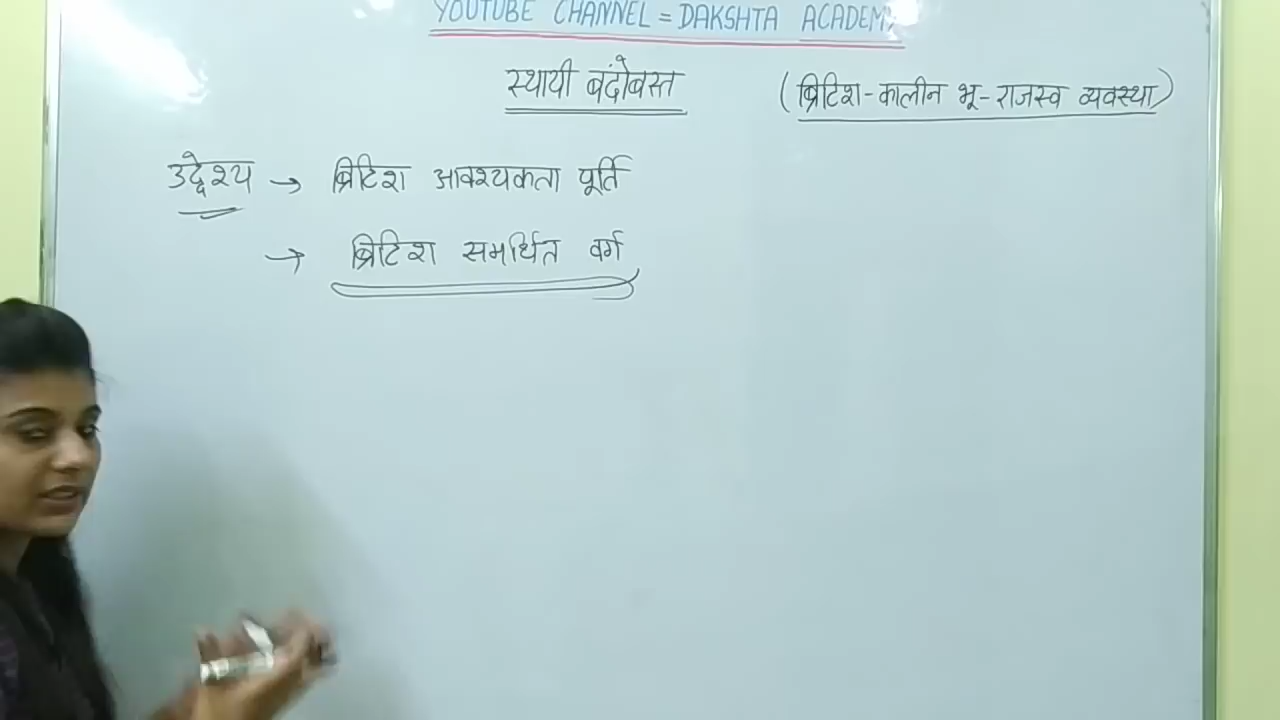 YOUTUBE CHANNEL = DAKSHTA ACADEMY
स्थायी बंदोबस्त (ब्रिटिश-कालीन भू-राजस्व व्यवस्था)
उद्देश्य → ब्रिटिश आवश्यकता पूर्ति
→ ब्रिटिश समर्थित वर्ग